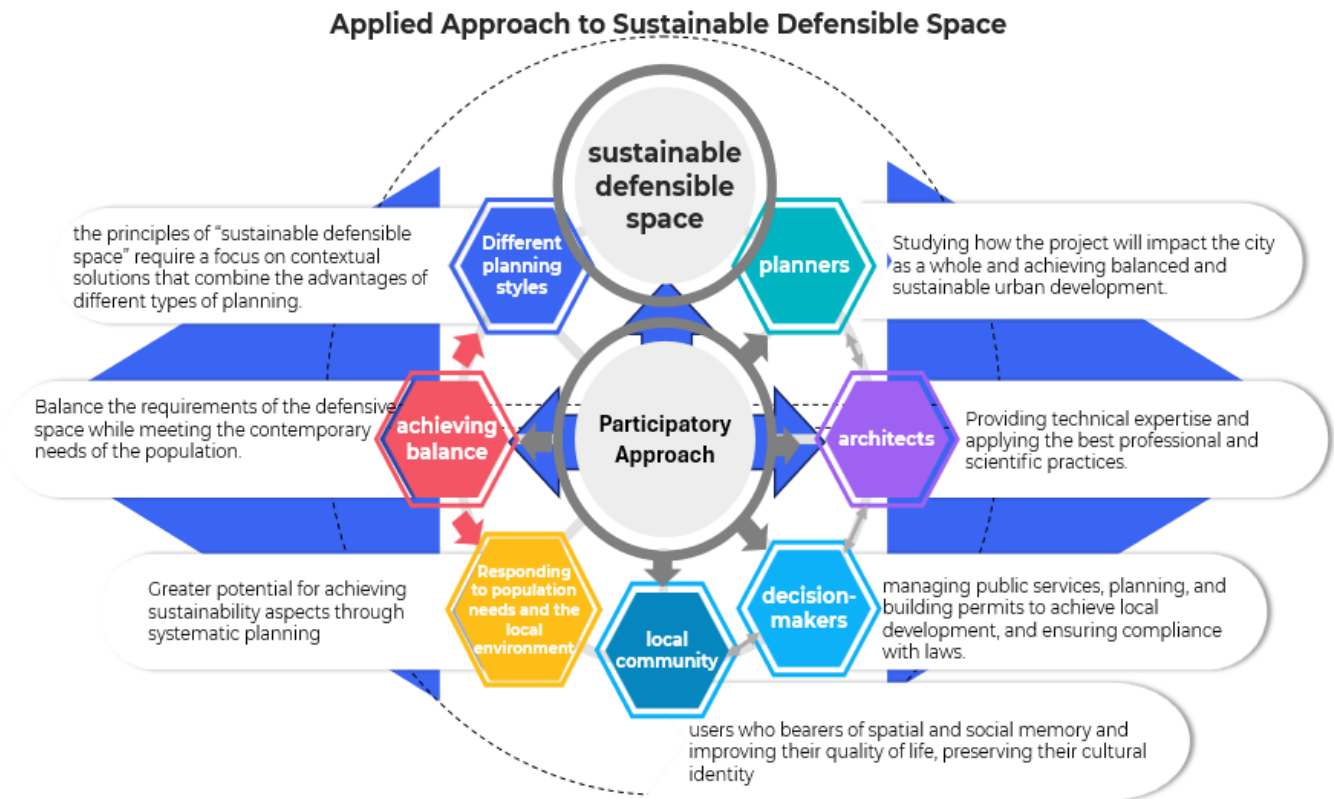 Applied Approach to Sustainable Defensible Space
sustainable
defensible
space
Different
planning
styles
planners
the principles of “sustainable defensible
space” require a focus on contextual
solutions that combine the advantages of
different types of planning.
Studying how the project will impact the city
as a whole and achieving balanced and
sustainable urban development.
Balance the requirements of the defensive
space while meeting the contemporary
needs of the population.
achieving
balance
Participatory
Approach
architects
Providing technical expertise and
applying the best professional and
scientific practices.
Greater potential for achieving
sustainability aspects through
systematic planning
Responding
to population
needs and the
local
environment
local
community
decision-
makers
managing public services, planning, and
building permits to achieve local
development, and ensuring compliance
with laws.
users who bearers of spatial and social memory and
improving their quality of life, preserving their cultural
identity